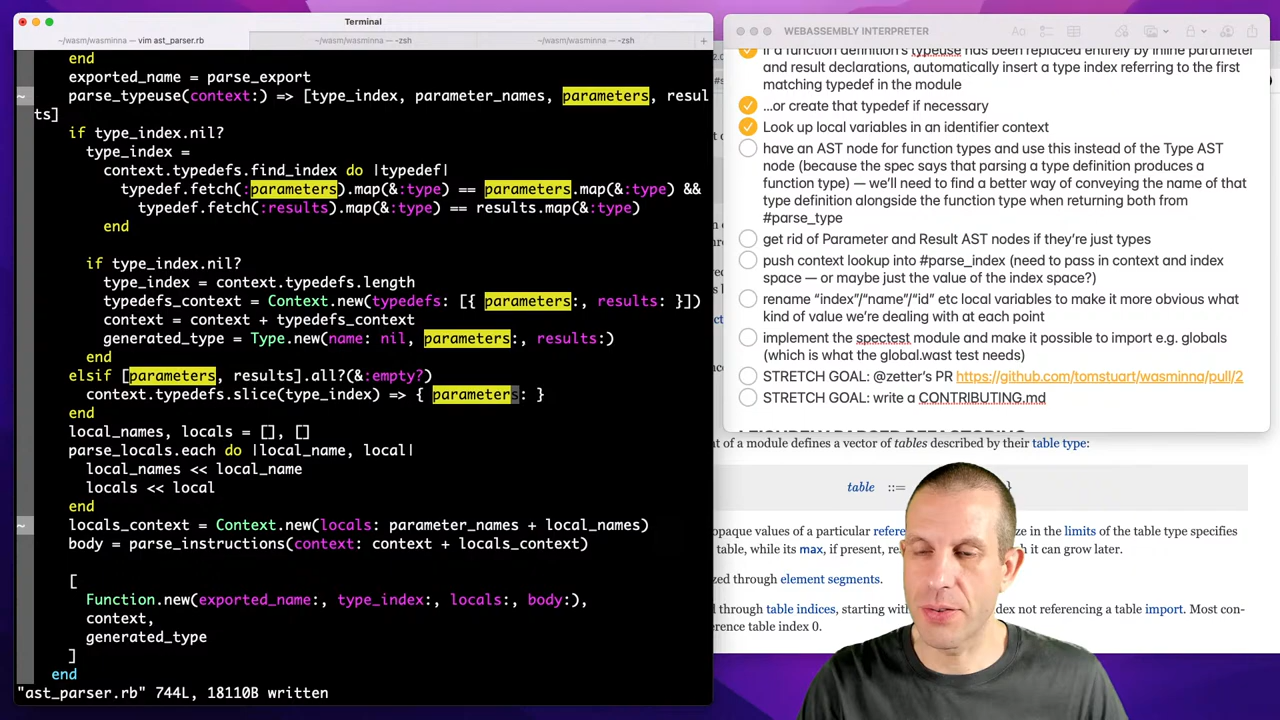 Terminal
~/wasm/wasminna — vim ast_parser.rb
~/wasm/wasminna — -zsh
~/wasm/wasminna — -zsh
+
end
exported_name = parse_export
~ parse_typeuse(context:) => [type_index, parameter_names, parameters, resul
ts]
if type_index.nil?
type_index =
context.typedefs.find_index do |typedef|
typedef.fetch(:parameters).map(&:type) == parameters.map(&:type) &&
typedef.fetch(:results).map(&:type) == results.map(&:type)
end
if type_index.nil?
type_index = context.typedefs.length
typedefs_context = Context.new(typedefs: [{ parameters:, results: }])
context = context + typedefs_context
generated_type = Type.new(name: nil, parameters:, results:)
end
elsif [parameters, results].all?(&:empty?)
context.typedefs.slice(type_index) => { parameters: }
end
local_names, locals = [], []
parse_locals.each do |local_name, local|
local_names << local_name
locals << local
end
~ locals_context = Context.new(locals: parameter_names + local_names)
body = parse_instructions(context: context + locals_context)
[
Function.new(exported_name:, type_index:, locals:, body:),
context,
generated_type
]
end
"ast_parser.rb" 744L, 18110B written
WEBASSEMBLY INTERPRETER
Aa
If a function definition's typeuse has been replaced entirely by inline parameter
and result declarations, automatically insert a type index referring to the first
matching typedef in the module
…or create that typedef if necessary
Look up local variables in an identifier context
have an AST node for function types and use this instead of the Type AST
node (because the spec says that parsing a type definition produces a
function type) — we'll need to find a better way of conveying the name of that
type definition alongside the function type when returning both from
#parse_type
get rid of Parameter and Result AST nodes if they're just types
push context lookup into #parse_index (need to pass in context and index
space — or maybe just the value of the index space?)
rename "index"/"name"/"id" etc local variables to make it more obvious what
kind of value we're dealing with at each point
implement the spectest module and make it possible to import e.g. globals
(which is what the global.wast test needs)
STRETCH GOAL: @zetter's PR https://github.com/tomstuart/wasminna/pull/2
STRETCH GOAL: write a CONTRIBUTING.md
nt of a module defines a vector of tables described by their table type:
table ::=
opaque values of a particular
ze in the limits of the table type specifies
table, while its max, if present,
h it can grow later.
zed through element segments.
d through table indices, starting
dex not referencing a table import. Most con-
erence table index 0.